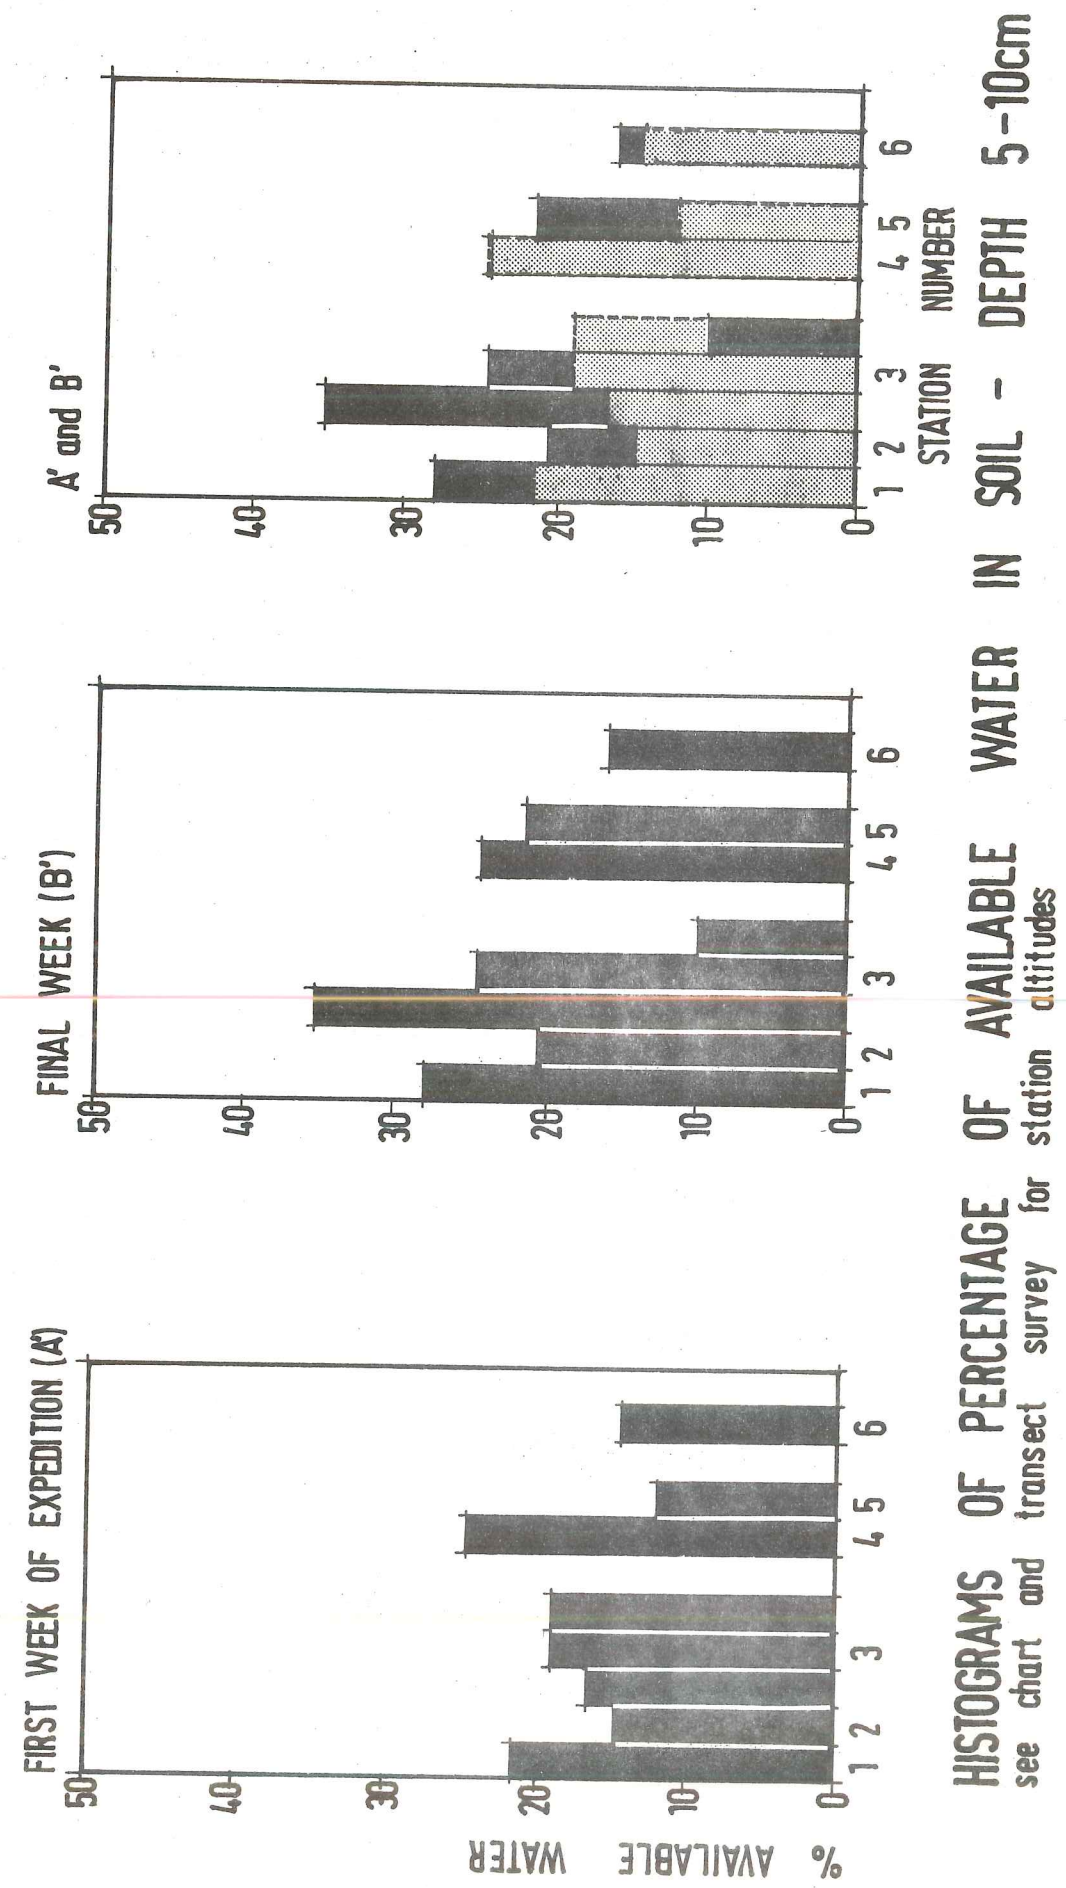 FIRST WEEK OF EXPEDITION (A')
50
40
30
20
10
0
% AVAILABLE WATER
1 2 3 4 5 6
FINAL WEEK (B')
50
40
30
20
10
0
1 2 3 4 5 6
A' and B'
50
40
30
20
10
0
1 2 3 4 5 6
STATION NUMBER
HISTOGRAMS OF PERCENTAGE OF AVAILABLE WATER IN SOIL - DEPTH 5-10cm
see chart and transect survey for station altitudes